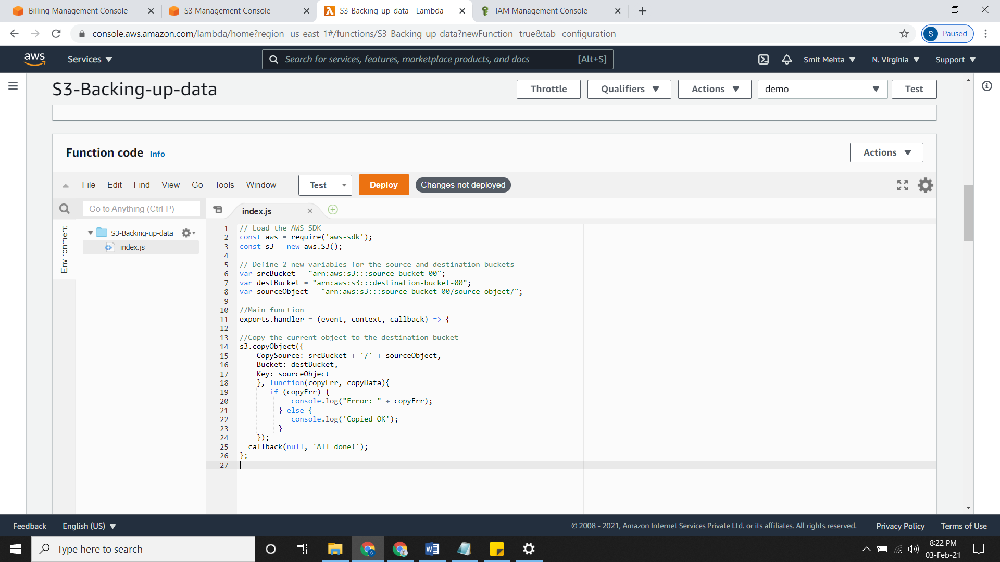 Billing Management Console
S3 Management Console
S3-Backing-up-data - Lambda
IAM Management Console
console.aws.amazon.com/lambda/home?region=us-east-1#/functions/S3-Backing-up-data?newFunction=true&tab=configuration
S Paused
aws
Services
Search for services, features, marketplace products, and docs [Alt+S]
Smit Mehta
N. Virginia
Support
S3-Backing-up-data
Throttle
Qualifiers
Actions
demo
Test
Function code Info
Actions
File Edit Find View Go Tools Window
Test
Deploy
Changes not deployed
Go to Anything (Ctrl-P)
index.js
Environment
S3-Backing-up-data
index.js
1 // Load the AWS SDK
2 const aws = require('aws-sdk');
3 const s3 = new aws.S3();
4
5 // Define 2 new variables for the source and destination buckets
6 var srcBucket = "arn:aws:s3:::source-bucket-00";
7 var destBucket = "arn:aws:s3:::destination-bucket-00";
8 var sourceObject = "arn:aws:s3:::source-bucket-00/source object/";
9
10 //Main function
11 exports.handler = (event, context, callback) => {
12
13 //Copy the current object to the destination bucket
14 s3.copyObject({
15 CopySource: srcBucket + '/' + sourceObject,
16 Bucket: destBucket,
17 Key: sourceObject
18 }, function(copyErr, copyData){
19 if (copyErr) {
20 console.log("Error: " + copyErr);
21 } else {
22 console.log('Copied OK');
23 }
24 });
25 callback(null, 'All done!');
26 };
27
Feedback
English (US)
© 2008 - 2021, Amazon Internet Services Private Ltd. or its affiliates. All rights reserved.
Privacy Policy
Terms of Use
Type here to search
8:22 PM
03-Feb-21